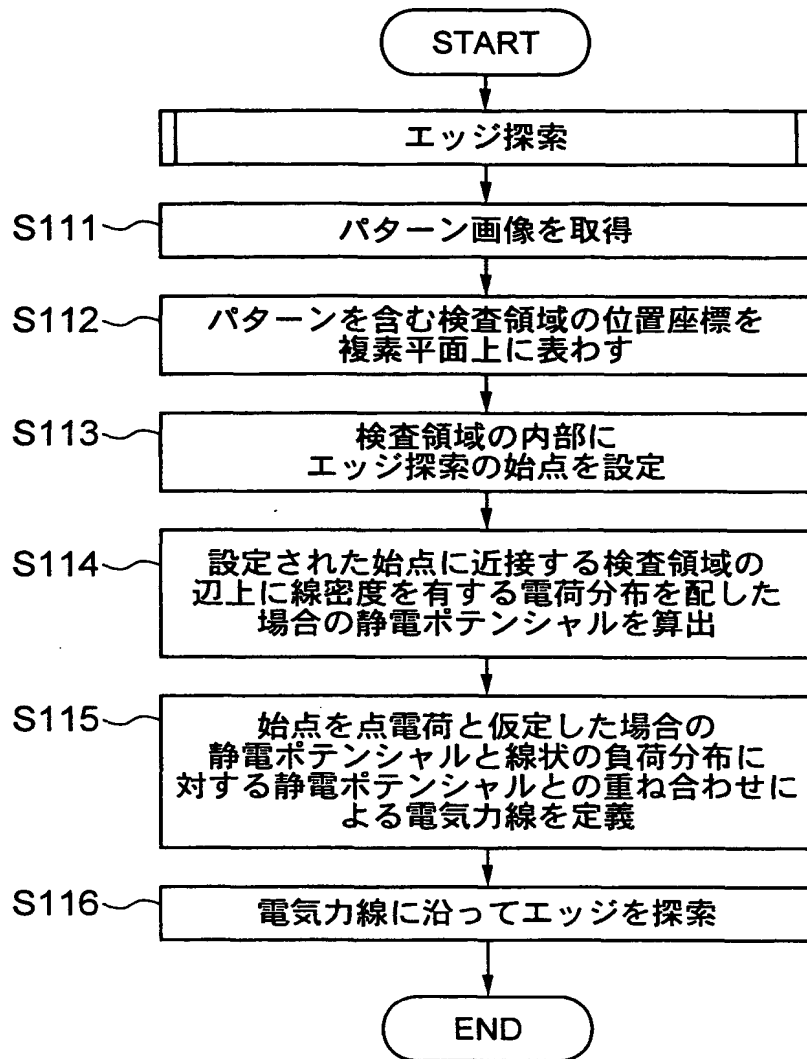 START
エッジ探索
S111
パターン画像を取得
S112
パターンを含む検査領域の位置座標を
複素平面上に表わす
S113
検査領域の内部に
エッジ探索の始点を設定
S114
設定された始点に近接する検査領域の
辺上に線密度を有する電荷分布を配した
場合の静電ポテンシャルを算出
S115
始点を点電荷と仮定した場合の
静電ポテンシャルと線状の負荷分布に
対する静電ポテンシャルとの重ね合わせに
よる電気力線を定義
S116
電気力線に沿ってエッジを探索
END